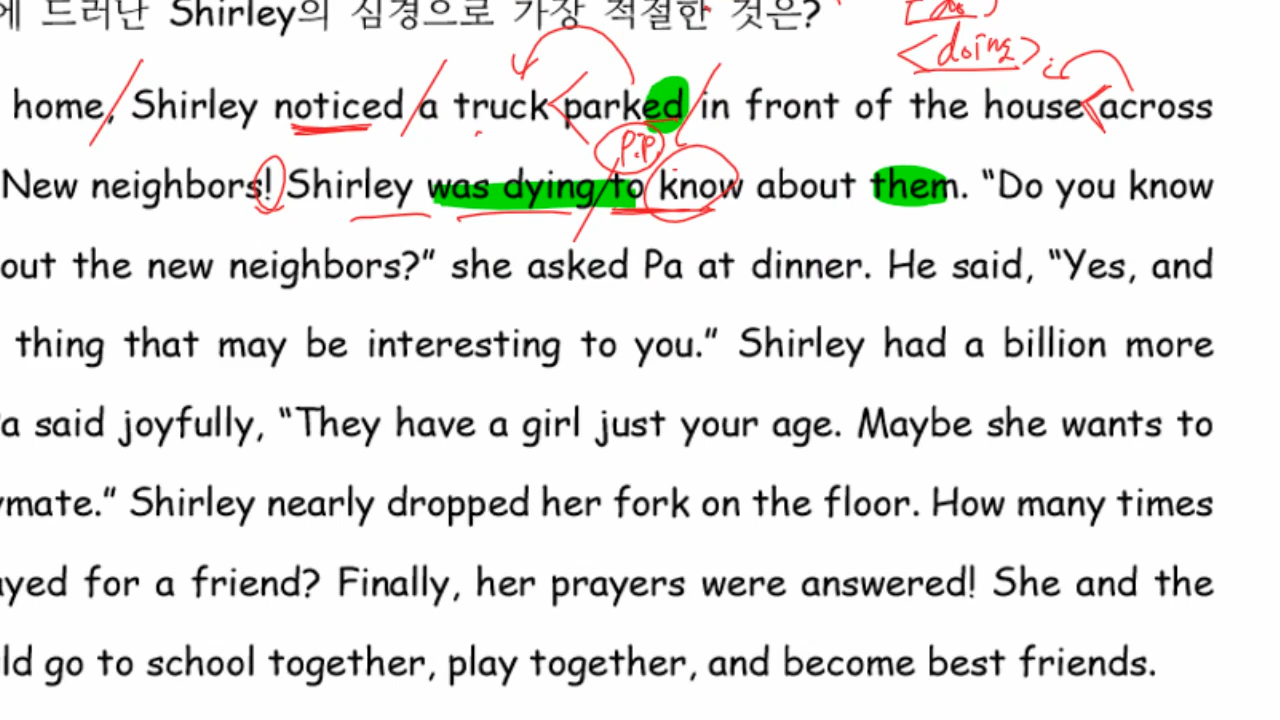 에 드러난 Shirley의 심경으로 가장 적절한 것은?
<doing>
home, Shirley noticed a truck parked in front of the house across
p.p.
New neighbors! Shirley was dying to know about them. “Do you know
out the new neighbors?” she asked Pa at dinner. He said, “Yes, and
thing that may be interesting to you.” Shirley had a billion more
a said joyfully, “They have a girl just your age. Maybe she wants to
mate.” Shirley nearly dropped her fork on the floor. How many times
ayed for a friend? Finally, her prayers were answered! She and the
ld go to school together, play together, and become best friends.